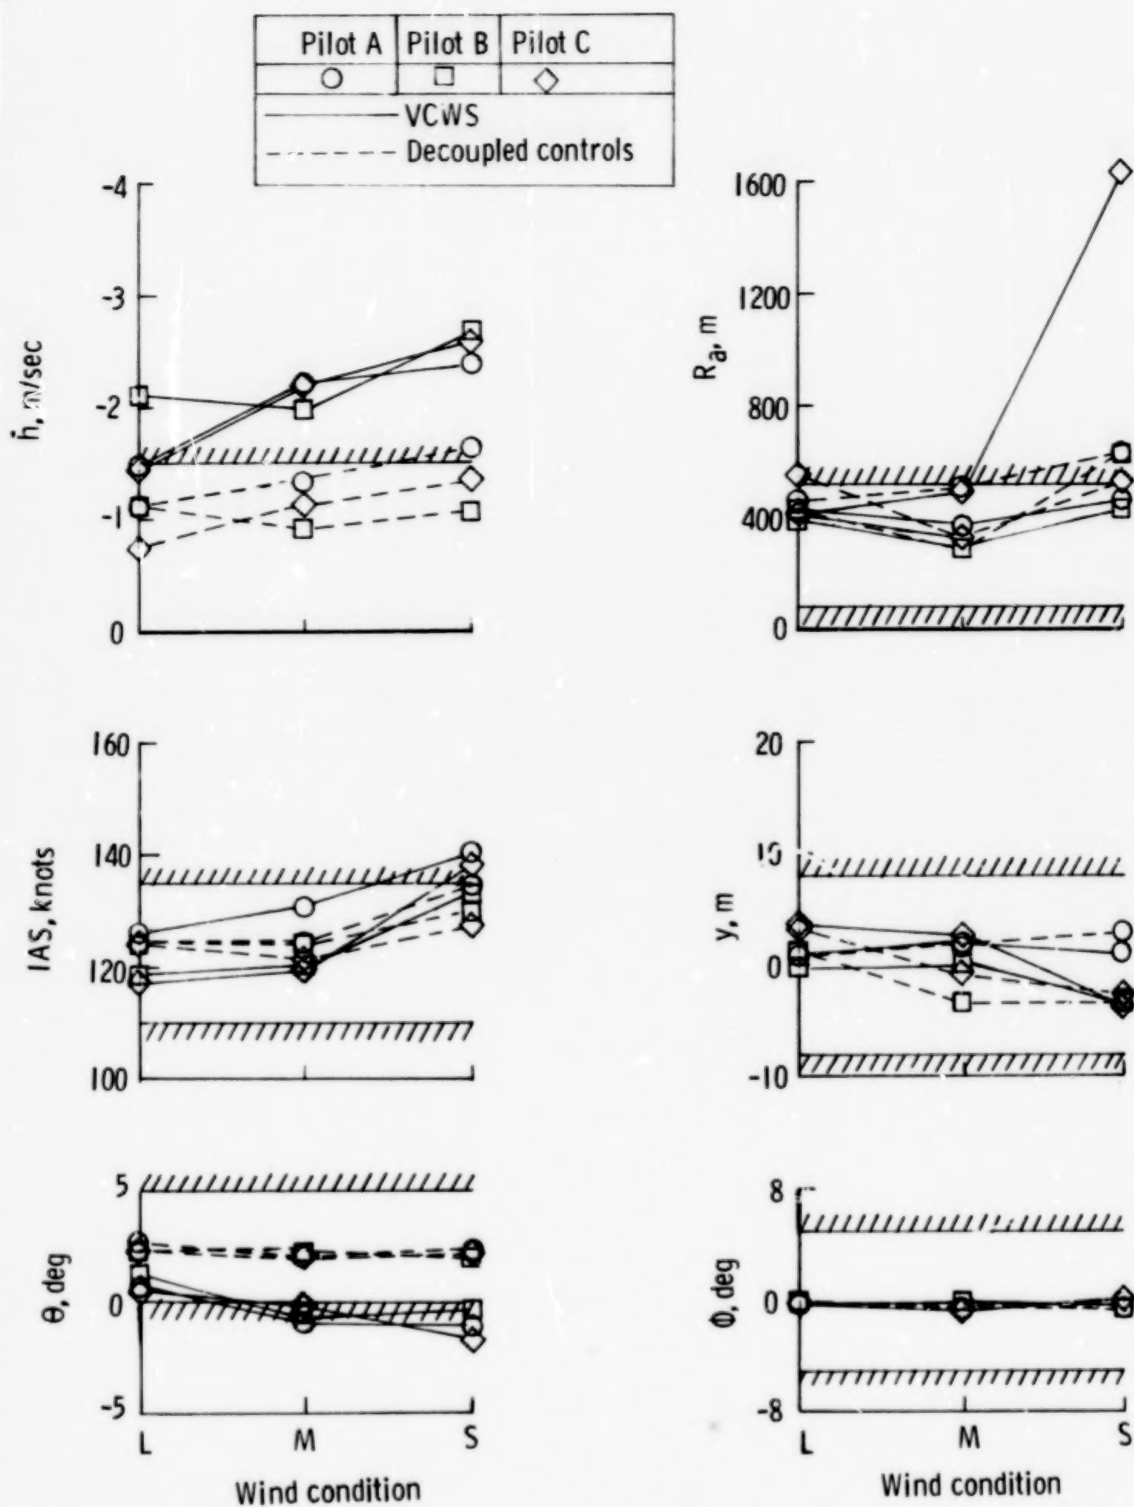 Pilot A Pilot B Pilot C
VCWS
Decoupled controls
-4
-3
-2
-1
0
ḣ, m/sec
1600
1200
800
400
0
Ra, m
160
140
120
100
IAS, knots
20
0
-10
y, m
5
0
-5
θ, deg
L M S
Wind condition
8
0
-8
Φ, deg
L M S
Wind condition